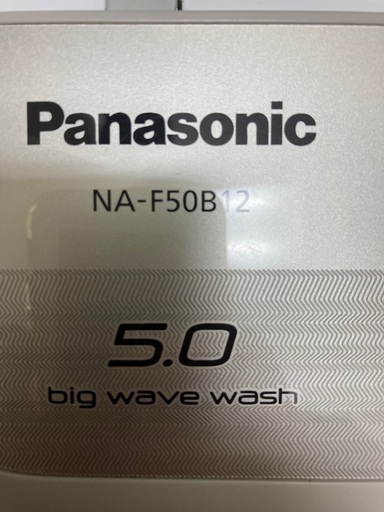 Panasonic
NA-F50B12
5.0
big wave wash